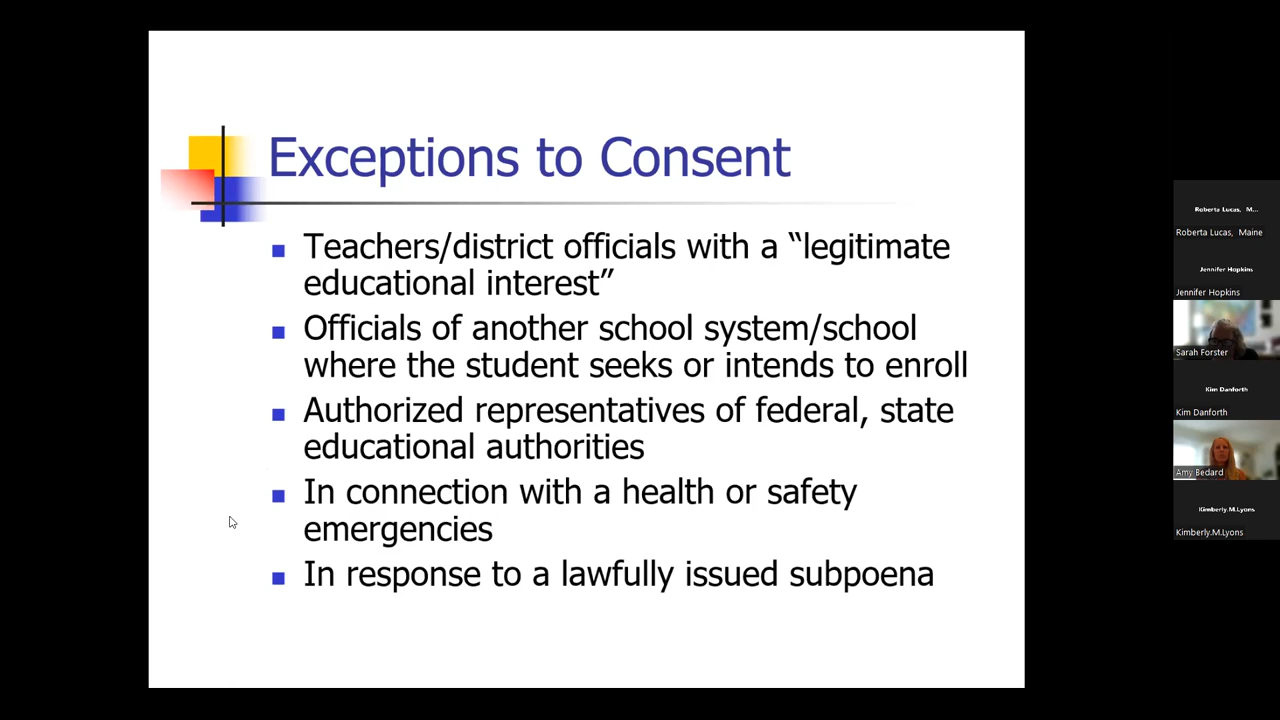 Exceptions to Consent
Teachers/district officials with a “legitimate
educational interest”
Officials of another school system/school
where the student seeks or intends to enroll
Authorized representatives of federal, state
educational authorities
In connection with a health or safety
emergencies
In response to a lawfully issued subpoena
Roberta Lucas, M...
Roberta Lucas, Maine
Jennifer Hopkins
Jennifer Hopkins
Sarah Forster
Kim Danforth
Kim Danforth
Amy Bedard
Kimberly.M.Lyons
Kimberly.M.Lyons